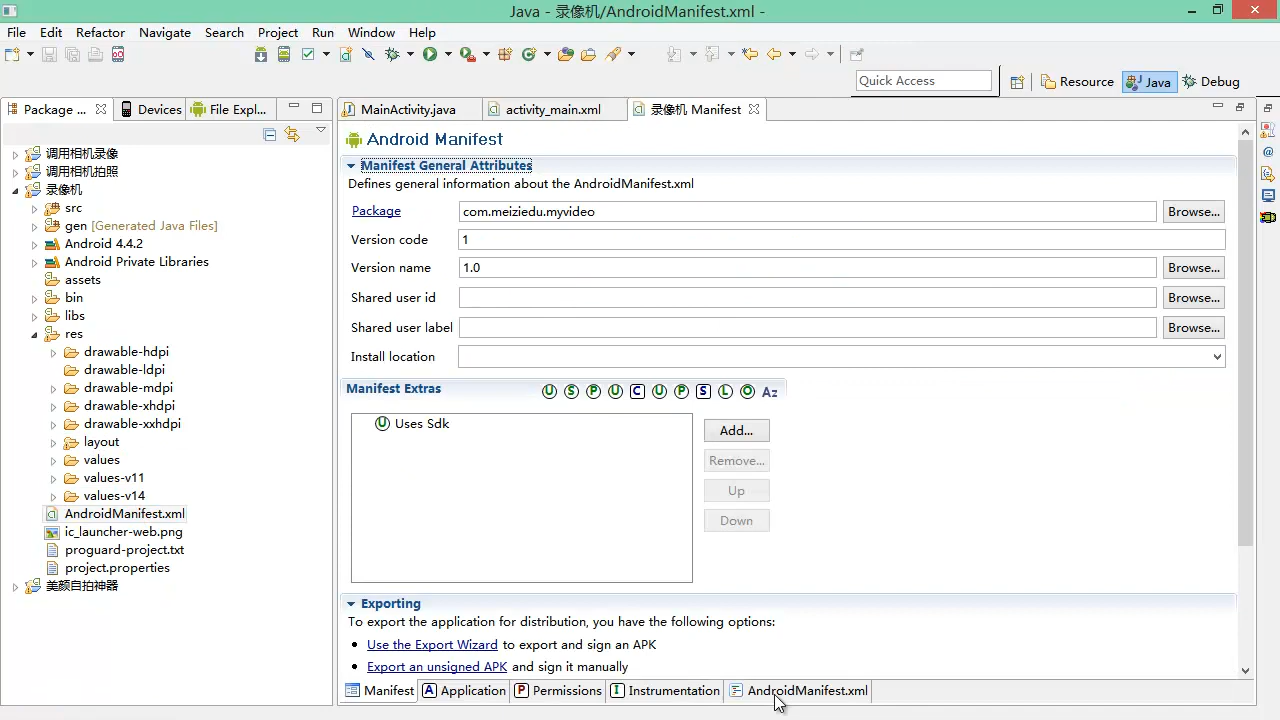 Java - 录像机/AndroidManifest.xml -
File Edit Refactor Navigate Search Project Run Window Help
Quick Access
Resource Java Debug
Package ... Devices File Expl...
MainActivity.java activity_main.xml 录像机 Manifest
调用相机录像
调用相机拍照
录像机
src
gen [Generated Java Files]
Android 4.4.2
Android Private Libraries
assets
bin
libs
res
drawable-hdpi
drawable-ldpi
drawable-mdpi
drawable-xhdpi
drawable-xxhdpi
layout
values
values-v11
values-v14
AndroidManifest.xml
ic_launcher-web.png
proguard-project.txt
project.properties
美颜自拍神器
Android Manifest
Manifest General Attributes
Defines general information about the AndroidManifest.xml
Package com.meiziedu.myvideo Browse...
Version code 1
Version name 1.0 Browse...
Shared user id Browse...
Shared user label Browse...
Install location
Manifest Extras U S P U C U P S L O Az
U Uses Sdk
Add...
Remove...
Up
Down
Exporting
To export the application for distribution, you have the following options:
• Use the Export Wizard to export and sign an APK
• Export an unsigned APK and sign it manually
Manifest A Application P Permissions I Instrumentation AndroidManifest.xml